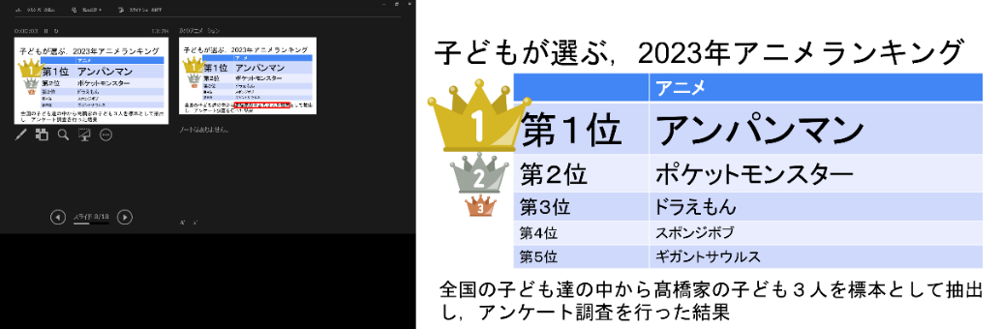 子どもが選ぶ，2023年アニメランキング
アニメ
第１位 アンパンマン
第２位 ポケットモンスター
第３位 ドラえもん
第４位 スポンジボブ
第５位 ギガントサウルス
全国の子ども達の中から髙橋家の子ども３人を標本として抽出
し，アンケート調査を行った結果
子どもが選ぶ，2023年アニメランキング
アニメ
第１位 アンパンマン
第２位 ポケットモンスター
第３位 ドラえもん
第４位 スポンジボブ
第５位 ギガントサウルス
1
2
3
全国の子ども達の中から髙橋家の子ども３人を標本として抽出
し，アンケート調査を行った結果
ノートはありません。